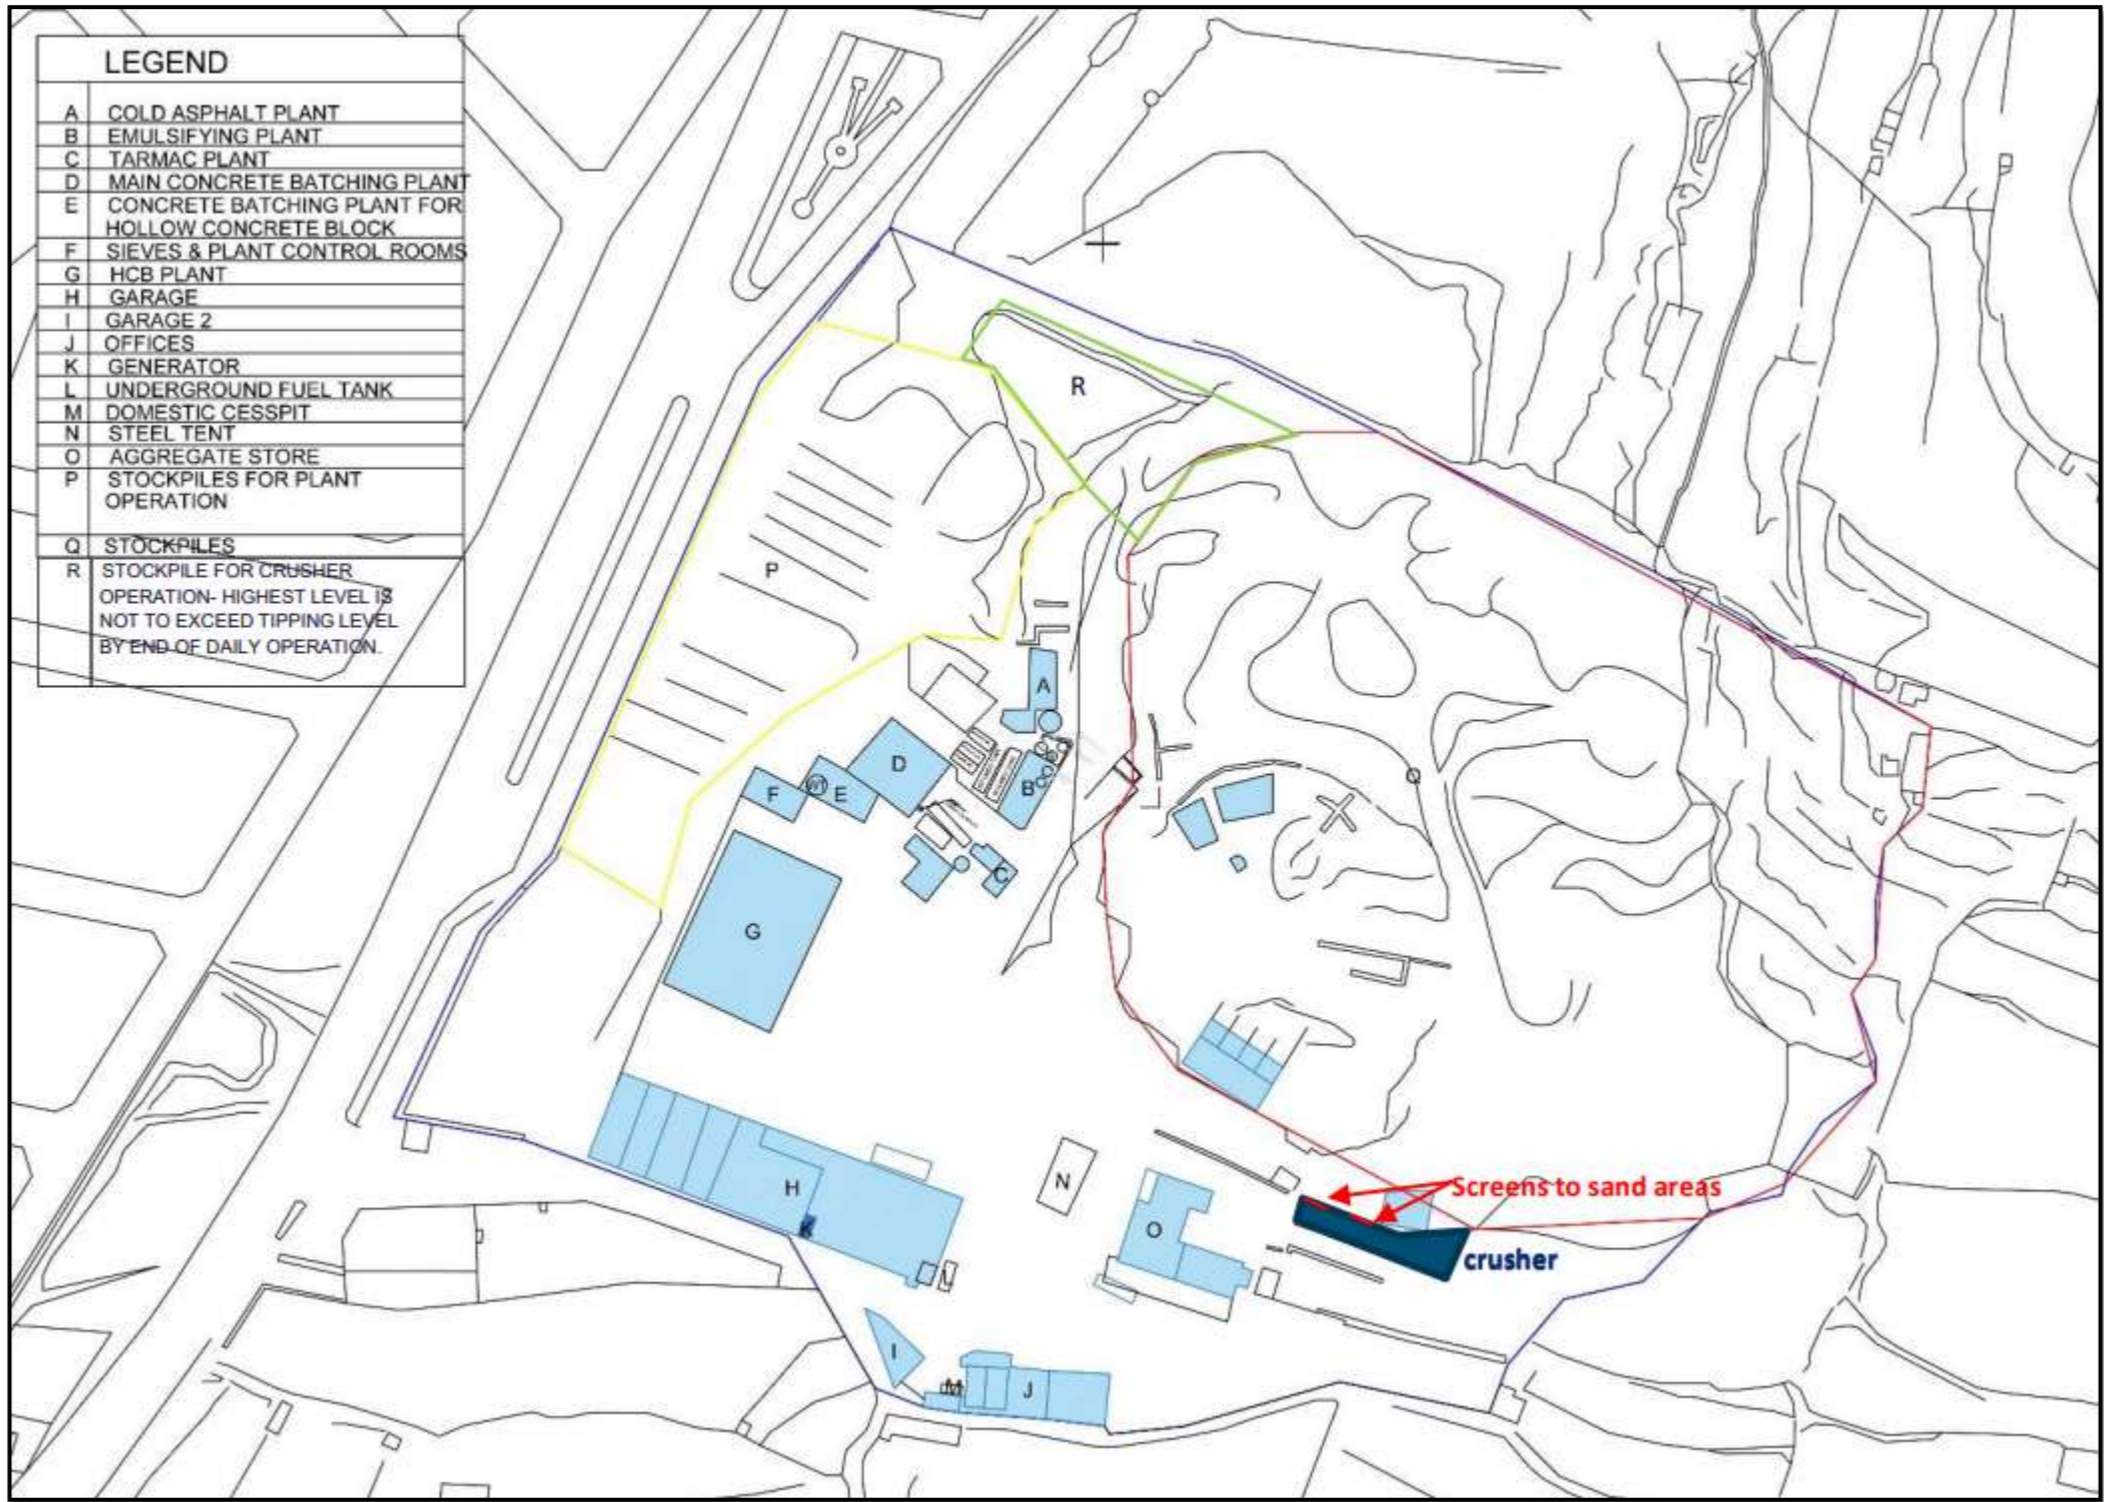 LEGEND
A COLD ASPHALT PLANT
B EMULSIFYING PLANT
C TARMAC PLANT
D MAIN CONCRETE BATCHING PLANT
E CONCRETE BATCHING PLANT FOR
HOLLOW CONCRETE BLOCK
F SIEVES & PLANT CONTROL ROOMS
G HCB PLANT
H GARAGE
I GARAGE 2
J OFFICES
K GENERATOR
L UNDERGROUND FUEL TANK
M DOMESTIC CESSPIT
N STEEL TENT
O AGGREGATE STORE
P STOCKPILES FOR PLANT
OPERATION
Q STOCKPILES
R STOCKPILE FOR CRUSHER
OPERATION- HIGHEST LEVEL IS
NOT TO EXCEED TIPPING LEVEL
BY END OF DAILY OPERATION.
R
P
A
D
B
F
E
C
G
H
K
N
O
Screens to sand areas
crusher
L
I
M
J